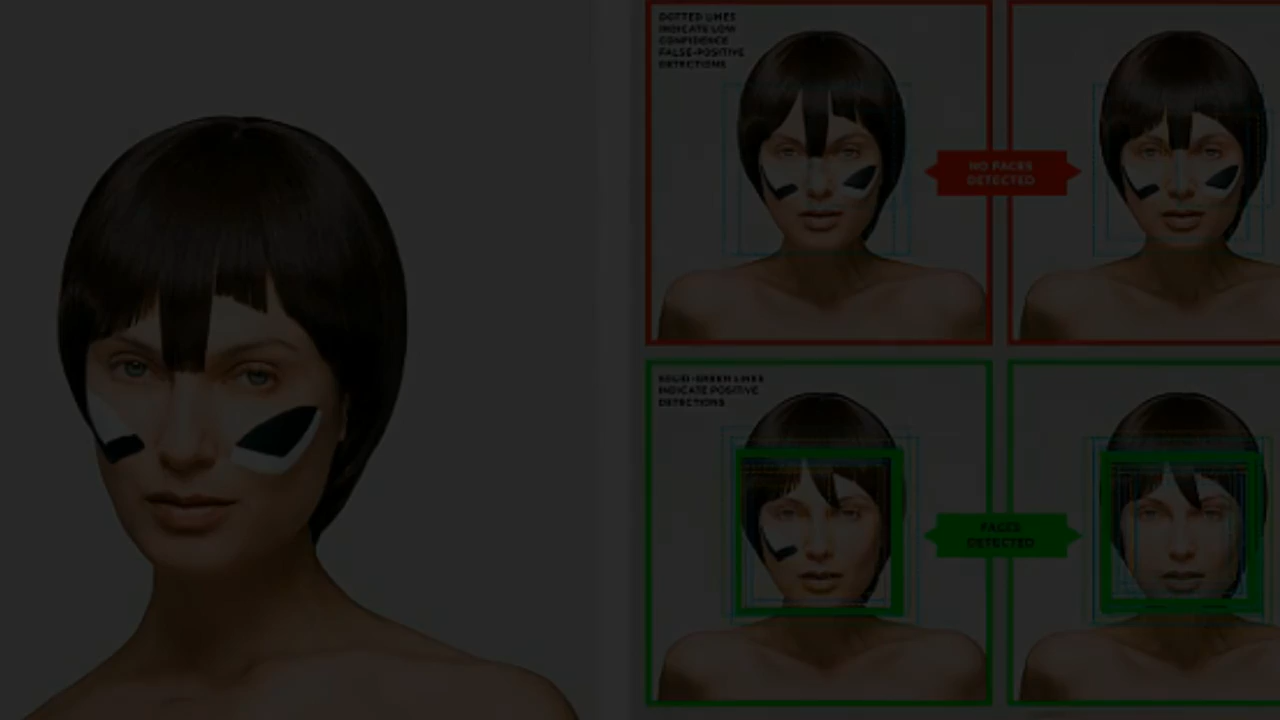 DOTTED LINES
INDICATE LOW
CONFIDENCE
FALSE-POSITIVE
DETECTIONS
NO FACES
DETECTED
SOLID GREEN LINES
INDICATE POSITIVE
DETECTIONS
FACES
DETECTED